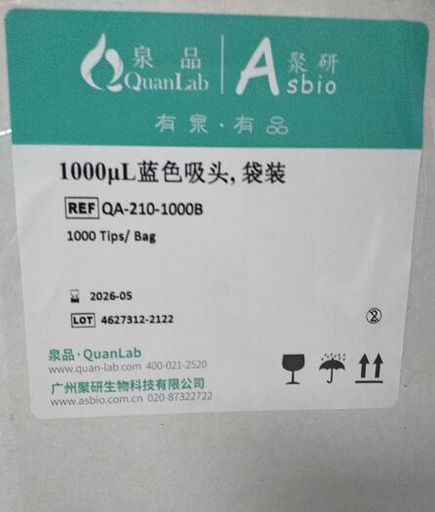 泉品
QuanLab
Asbio 聚研
有泉·有品
1000μL蓝色吸头, 袋装
REF QA-210-1000B
1000 Tips/ Bag
2026-05
LOT 4627312-2122
泉品·QuanLab
www.quan-lab.com 400-021-2520
广州聚研生物科技有限公司
www.asbio.com.cn 020-87322722